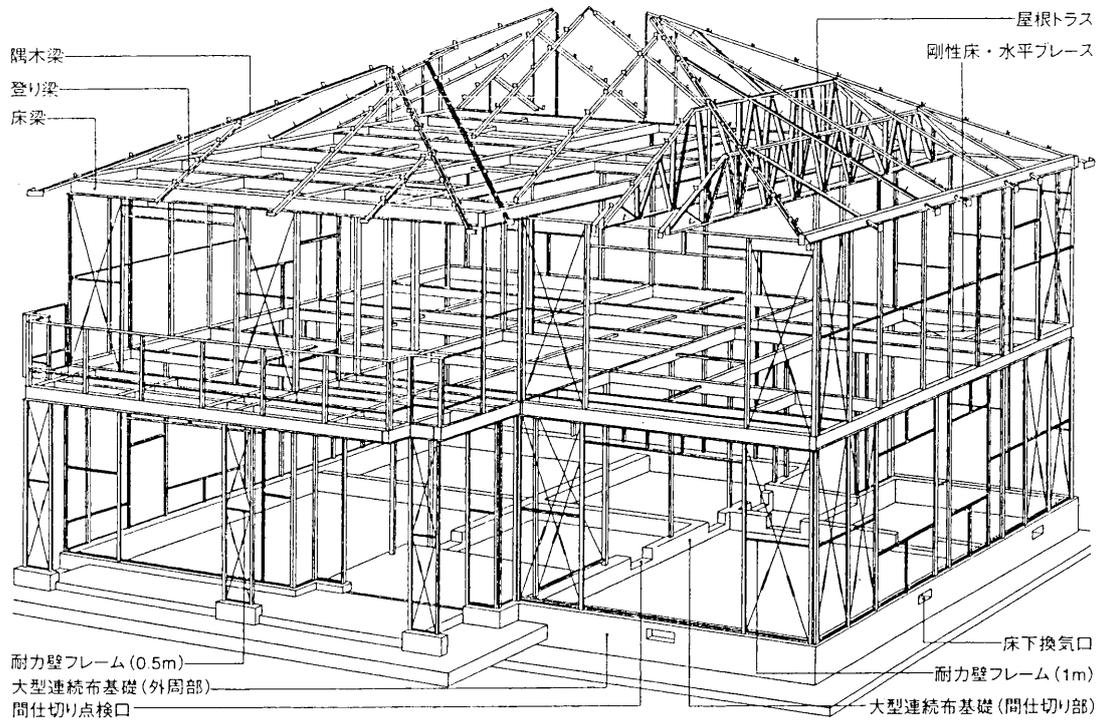 屋根トラス
剛性床・水平ブレース
隅木梁
登り梁
床梁
床下換気口
耐力壁フレーム(0.5m)
耐力壁フレーム(1m)
大型連続布基礎(外周部)
間仕切り点検口
大型連続布基礎(間仕切り部)